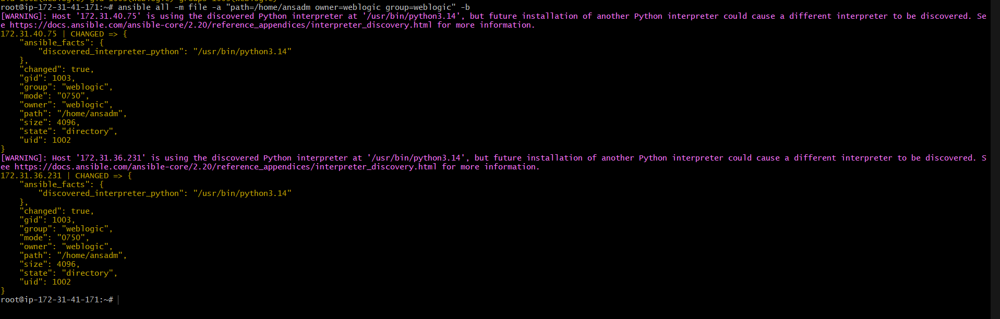 root@ip-172-31-41-171:~# ansible all -m file -a "path=/home/ansadm owner=weblogic group=weblogic" -b
[WARNING]: Host '172.31.40.75' is using the discovered Python interpreter at '/usr/bin/python3.14', but future installation of another Python interpreter could cause a different interpreter to be discovered. Se
e https://docs.ansible.com/ansible-core/2.20/reference_appendices/interpreter_discovery.html for more information.
172.31.40.75 | CHANGED => {
    "ansible_facts": {
        "discovered_interpreter_python": "/usr/bin/python3.14"
    },
    "changed": true,
    "gid": 1003,
    "group": "weblogic",
    "mode": "0750",
    "owner": "weblogic",
    "path": "/home/ansadm",
    "size": 4096,
    "state": "directory",
    "uid": 1002
}
[WARNING]: Host '172.31.36.231' is using the discovered Python interpreter at '/usr/bin/python3.14', but future installation of another Python interpreter could cause a different interpreter to be discovered. S
ee https://docs.ansible.com/ansible-core/2.20/reference_appendices/interpreter_discovery.html for more information.
172.31.36.231 | CHANGED => {
    "ansible_facts": {
        "discovered_interpreter_python": "/usr/bin/python3.14"
    },
    "changed": true,
    "gid": 1003,
    "group": "weblogic",
    "mode": "0750",
    "owner": "weblogic",
    "path": "/home/ansadm",
    "size": 4096,
    "state": "directory",
    "uid": 1002
}
root@ip-172-31-41-171:~#